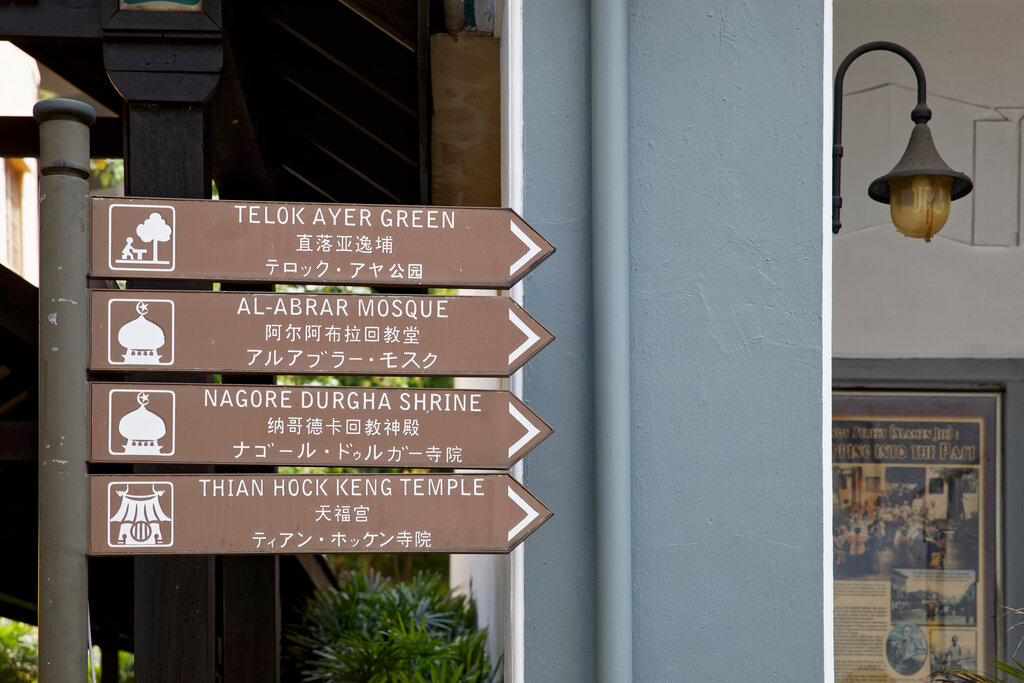 TELOK AYER GREEN
直落亚逸埔
テロック・アヤ公园
AL-ABRAR MOSQUE
阿尔阿布拉回教堂
アルアブラー・モスク
NAGORE DURGHA SHRINE
纳哥德卡回教神殿
ナゴール・ドゥルガー寺院
THIAN HOCK KENG TEMPLE
天福宫
ティアン・ホッケン寺院
STREET (SIAMEN JIE) :
INTO THE PAST